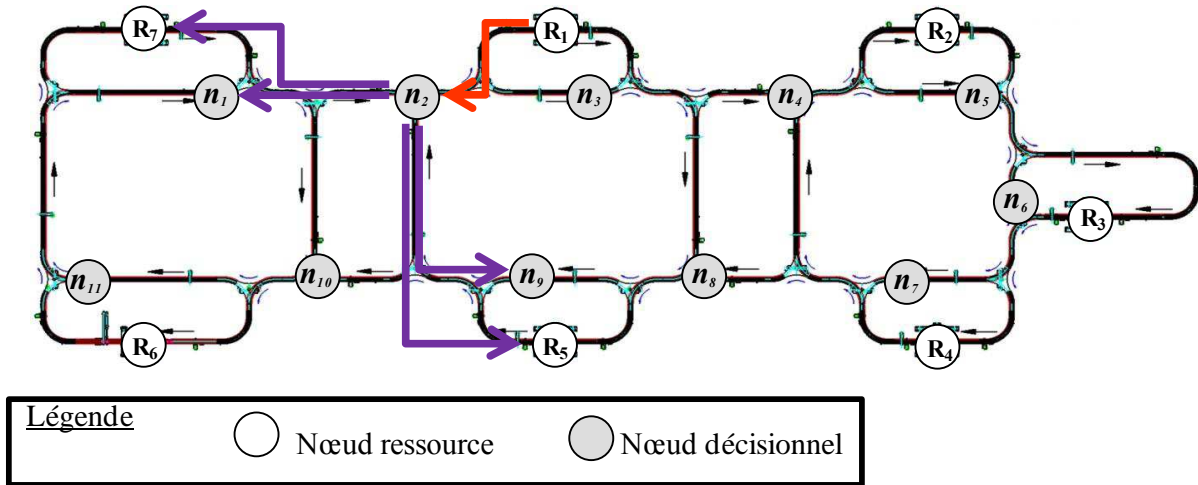 R7 R1 R2
n1 n2 n3 n4 n5
n6 R3
n11 n10 n9 n8 n7
R6 R5 R4
Légende
Nœud ressource Nœud décisionnel